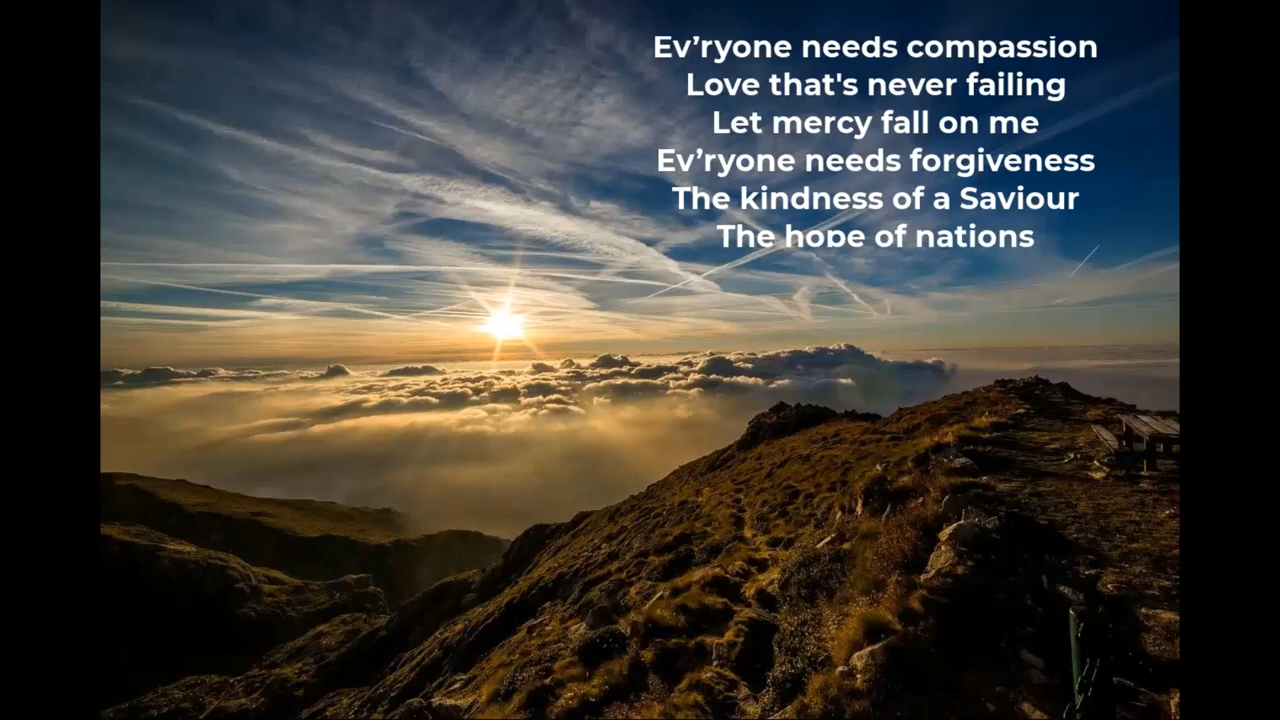 Ev’ryone needs compassion
Love that's never failing
Let mercy fall on me
Ev’ryone needs forgiveness
The kindness of a Saviour
The hope of nations